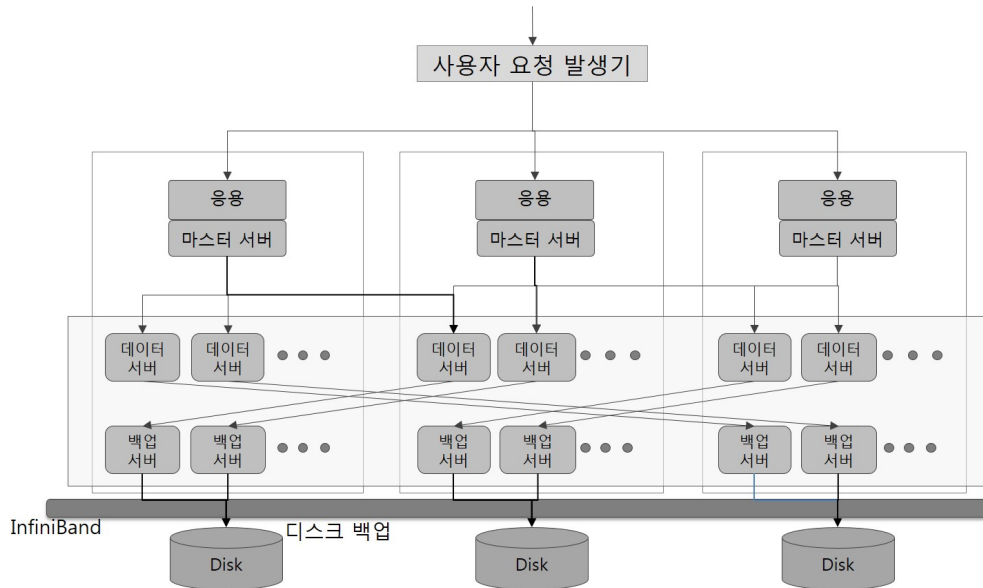 사용자 요청 발생기
응용
응용
응용
마스터 서버
마스터 서버
마스터 서버
데이터
서버
데이터
서버
데이터
서버
데이터
서버
데이터
서버
데이터
서버
백업
서버
백업
서버
백업
서버
백업
서버
백업
서버
백업
서버
InfiniBand
디스크 백업
Disk
Disk
Disk